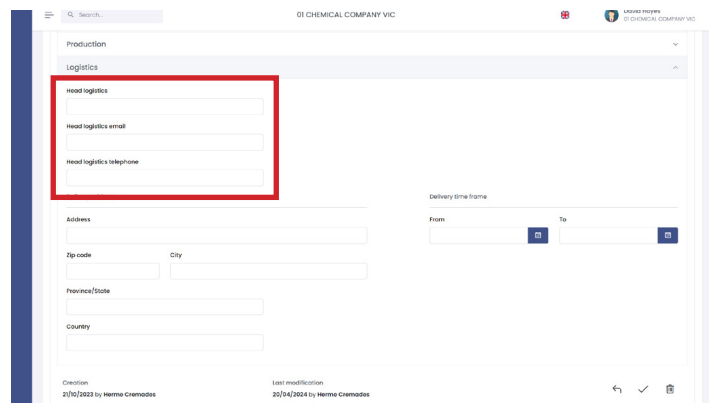 Search...
01 CHEMICAL COMPANY VIC
David Hoyes
01 CHEMICAL COMPANY VIC
Production
Logistics
Head logistics
Head logistics email
Head logistics telephone
Delivery time frame
Address
From
To
Zip code
City
Province/State
Country
Creation
21/10/2023 by Herme Cremades
Last modification
20/04/2024 by Herme Cremades